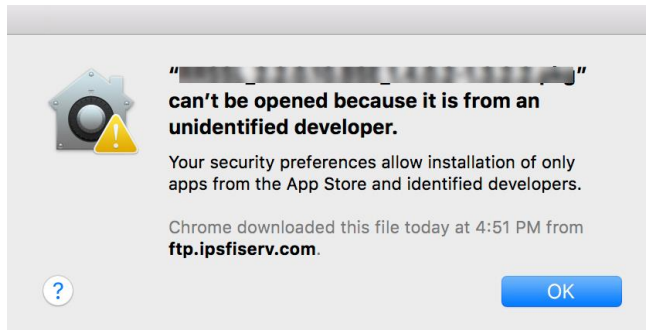 "
"
can't be opened because it is from an
unidentified developer.
Your security preferences allow installation of only
apps from the App Store and identified developers.
Chrome downloaded this file today at 4:51 PM from
ftp.ipsfiserv.com.
?
OK